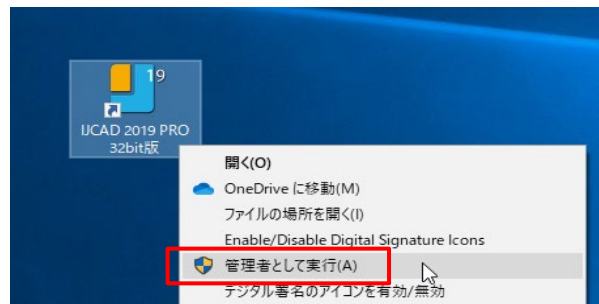 19
IJCAD 2019 PRO
32bit版
開く(O)
OneDrive に移動(M)
ファイルの場所を開く(I)
Enable/Disable Digital Signature Icons
管理者として実行(A)
デジタル署名のアイコンを有効/無効